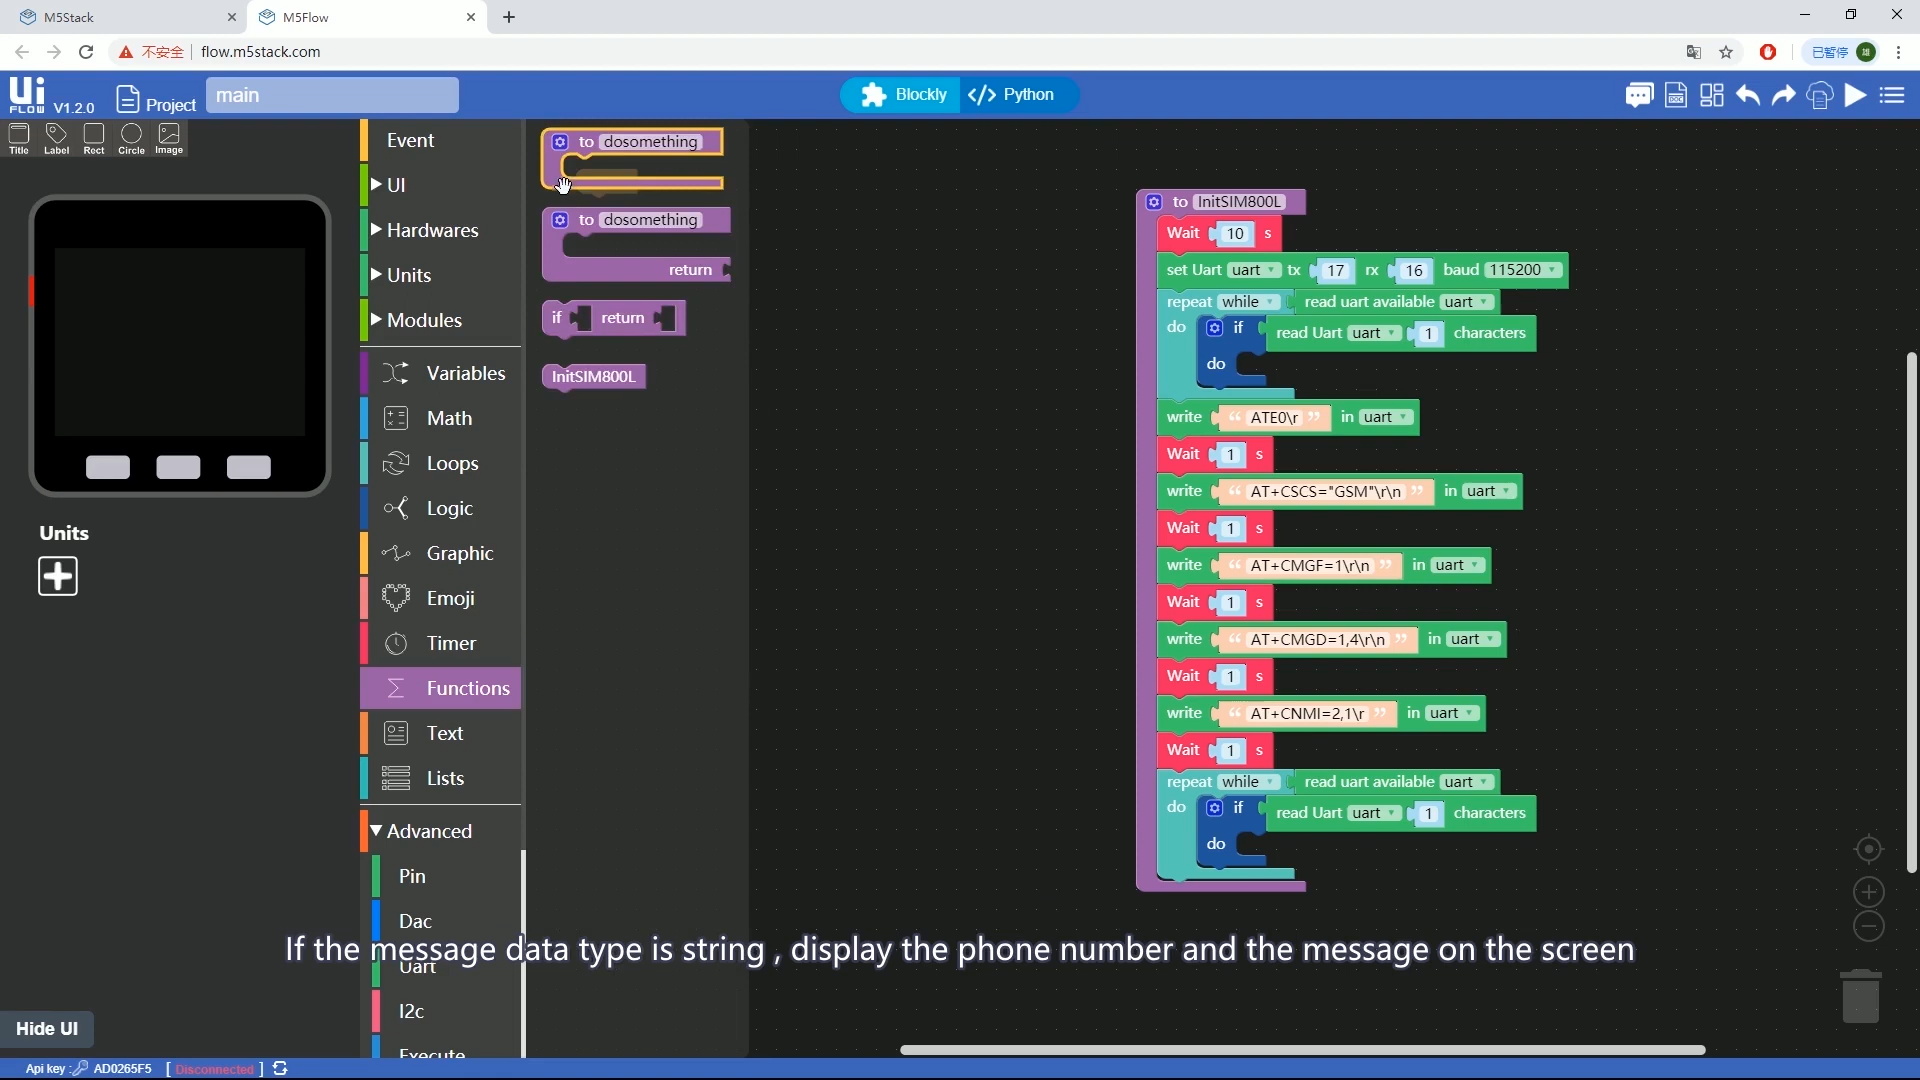 M5Stack
M5Flow
不安全 flow.m5stack.com
已暂停
Ui FLOW V1.2.0 Project main
Blockly </> Python
Title Label Rect Circle Image
Units
Hide UI
Event
UI
Hardwares
Units
Modules
Variables
Math
Loops
Logic
Graphic
Emoji
Timer
Functions
Text
Lists
Advanced
Pin
Dac
Uart
I2c
Execute
to dosomething
to dosomething
return
if return
InitSIM800L
to InitSIM800L
Wait 10 s
set Uart uart tx 17 rx 16 baud 115200
repeat while read uart available uart
do if read Uart uart 1 characters
do
write “ ATE0\r ” in uart
Wait 1 s
write “ AT+CSCS="GSM"\r\n ” in uart
Wait 1 s
write “ AT+CMGF=1\r\n ” in uart
Wait 1 s
write “ AT+CMGD=1,4\r\n ” in uart
Wait 1 s
write “ AT+CNMI=2,1\r ” in uart
Wait 1 s
repeat while read uart available uart
do if read Uart uart 1 characters
do
If the message data type is string , display the phone number and the message on the screen
Api key : AD0265F5 [ Disconnected ]